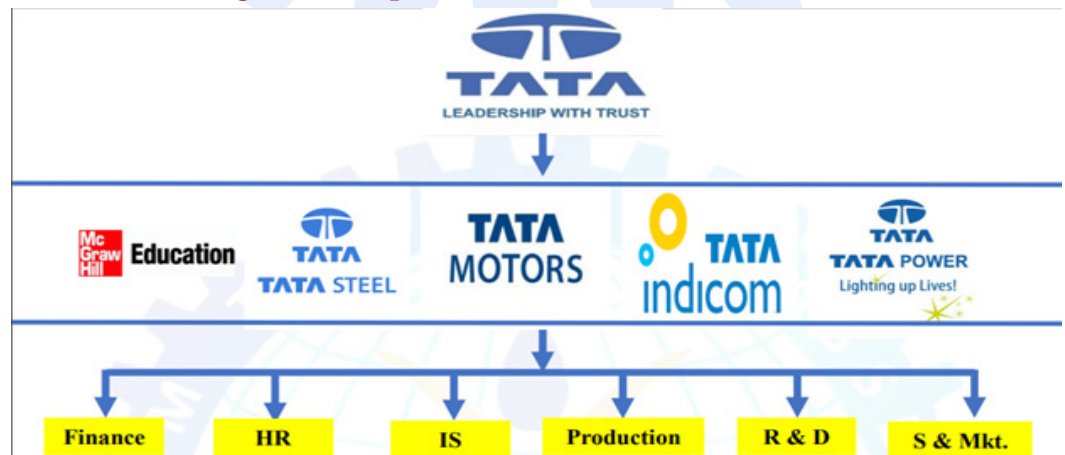 TATA
LEADERSHIP WITH TRUST
Mc
Graw
Hill
Education
TATA
TATA STEEL
TATA
MOTORS
TATA
indicom
TATA
TATA POWER
Lighting up Lives!
Finance
HR
IS
Production
R & D
S & Mkt.